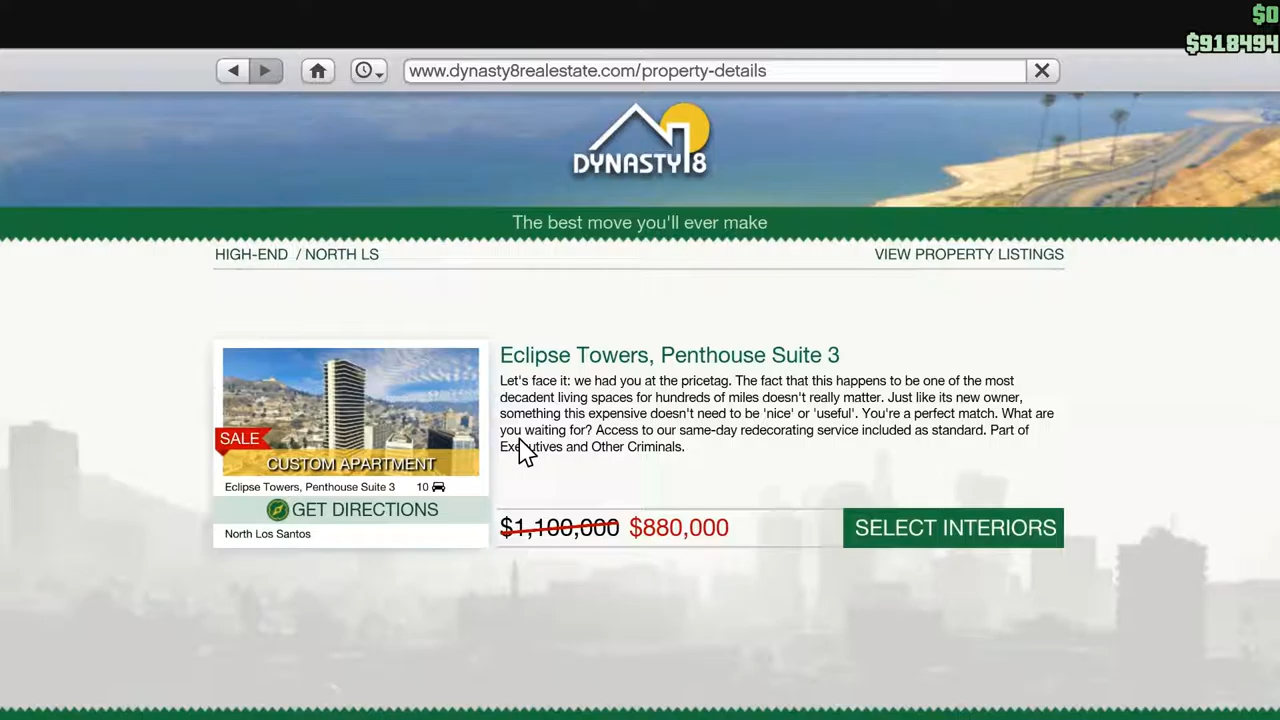 $0
$918494
www.dynasty8realestate.com/property-details
DYNASTY 8
The best move you'll ever make
HIGH-END / NORTH LS
VIEW PROPERTY LISTINGS
Eclipse Towers, Penthouse Suite 3
Let's face it: we had you at the pricetag. The fact that this happens to be one of the most
decadent living spaces for hundreds of miles doesn't really matter. Just like its new owner,
something this expensive doesn't need to be 'nice' or 'useful'. You're a perfect match. What are
you waiting for? Access to our same-day redecorating service included asstandard. Part of
Executives and Other Criminals.
SALE
CUSTOM APARTMENT
Eclipse Towers, Penthouse Suite 3 10
GET DIRECTIONS
North Los Santos
$1,100,000 $880,000
SELECT INTERIORS